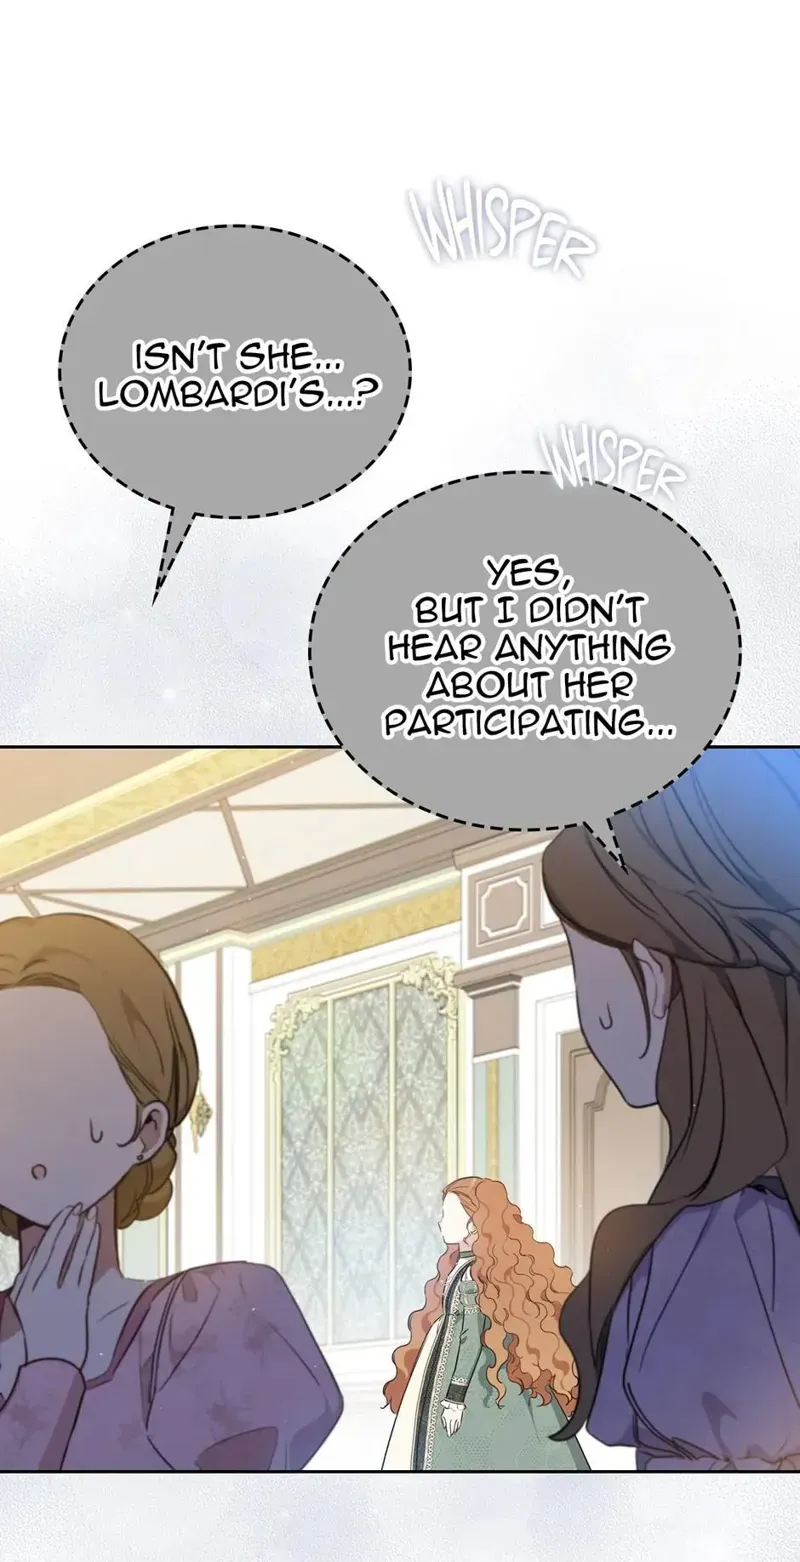 WHISPER
ISN'T SHE...
LOMBARDI'S...?
WHISPER
YES,
BUT I DIDN'T
HEAR ANYTHING
ABOUT HER
PARTICIPATING...